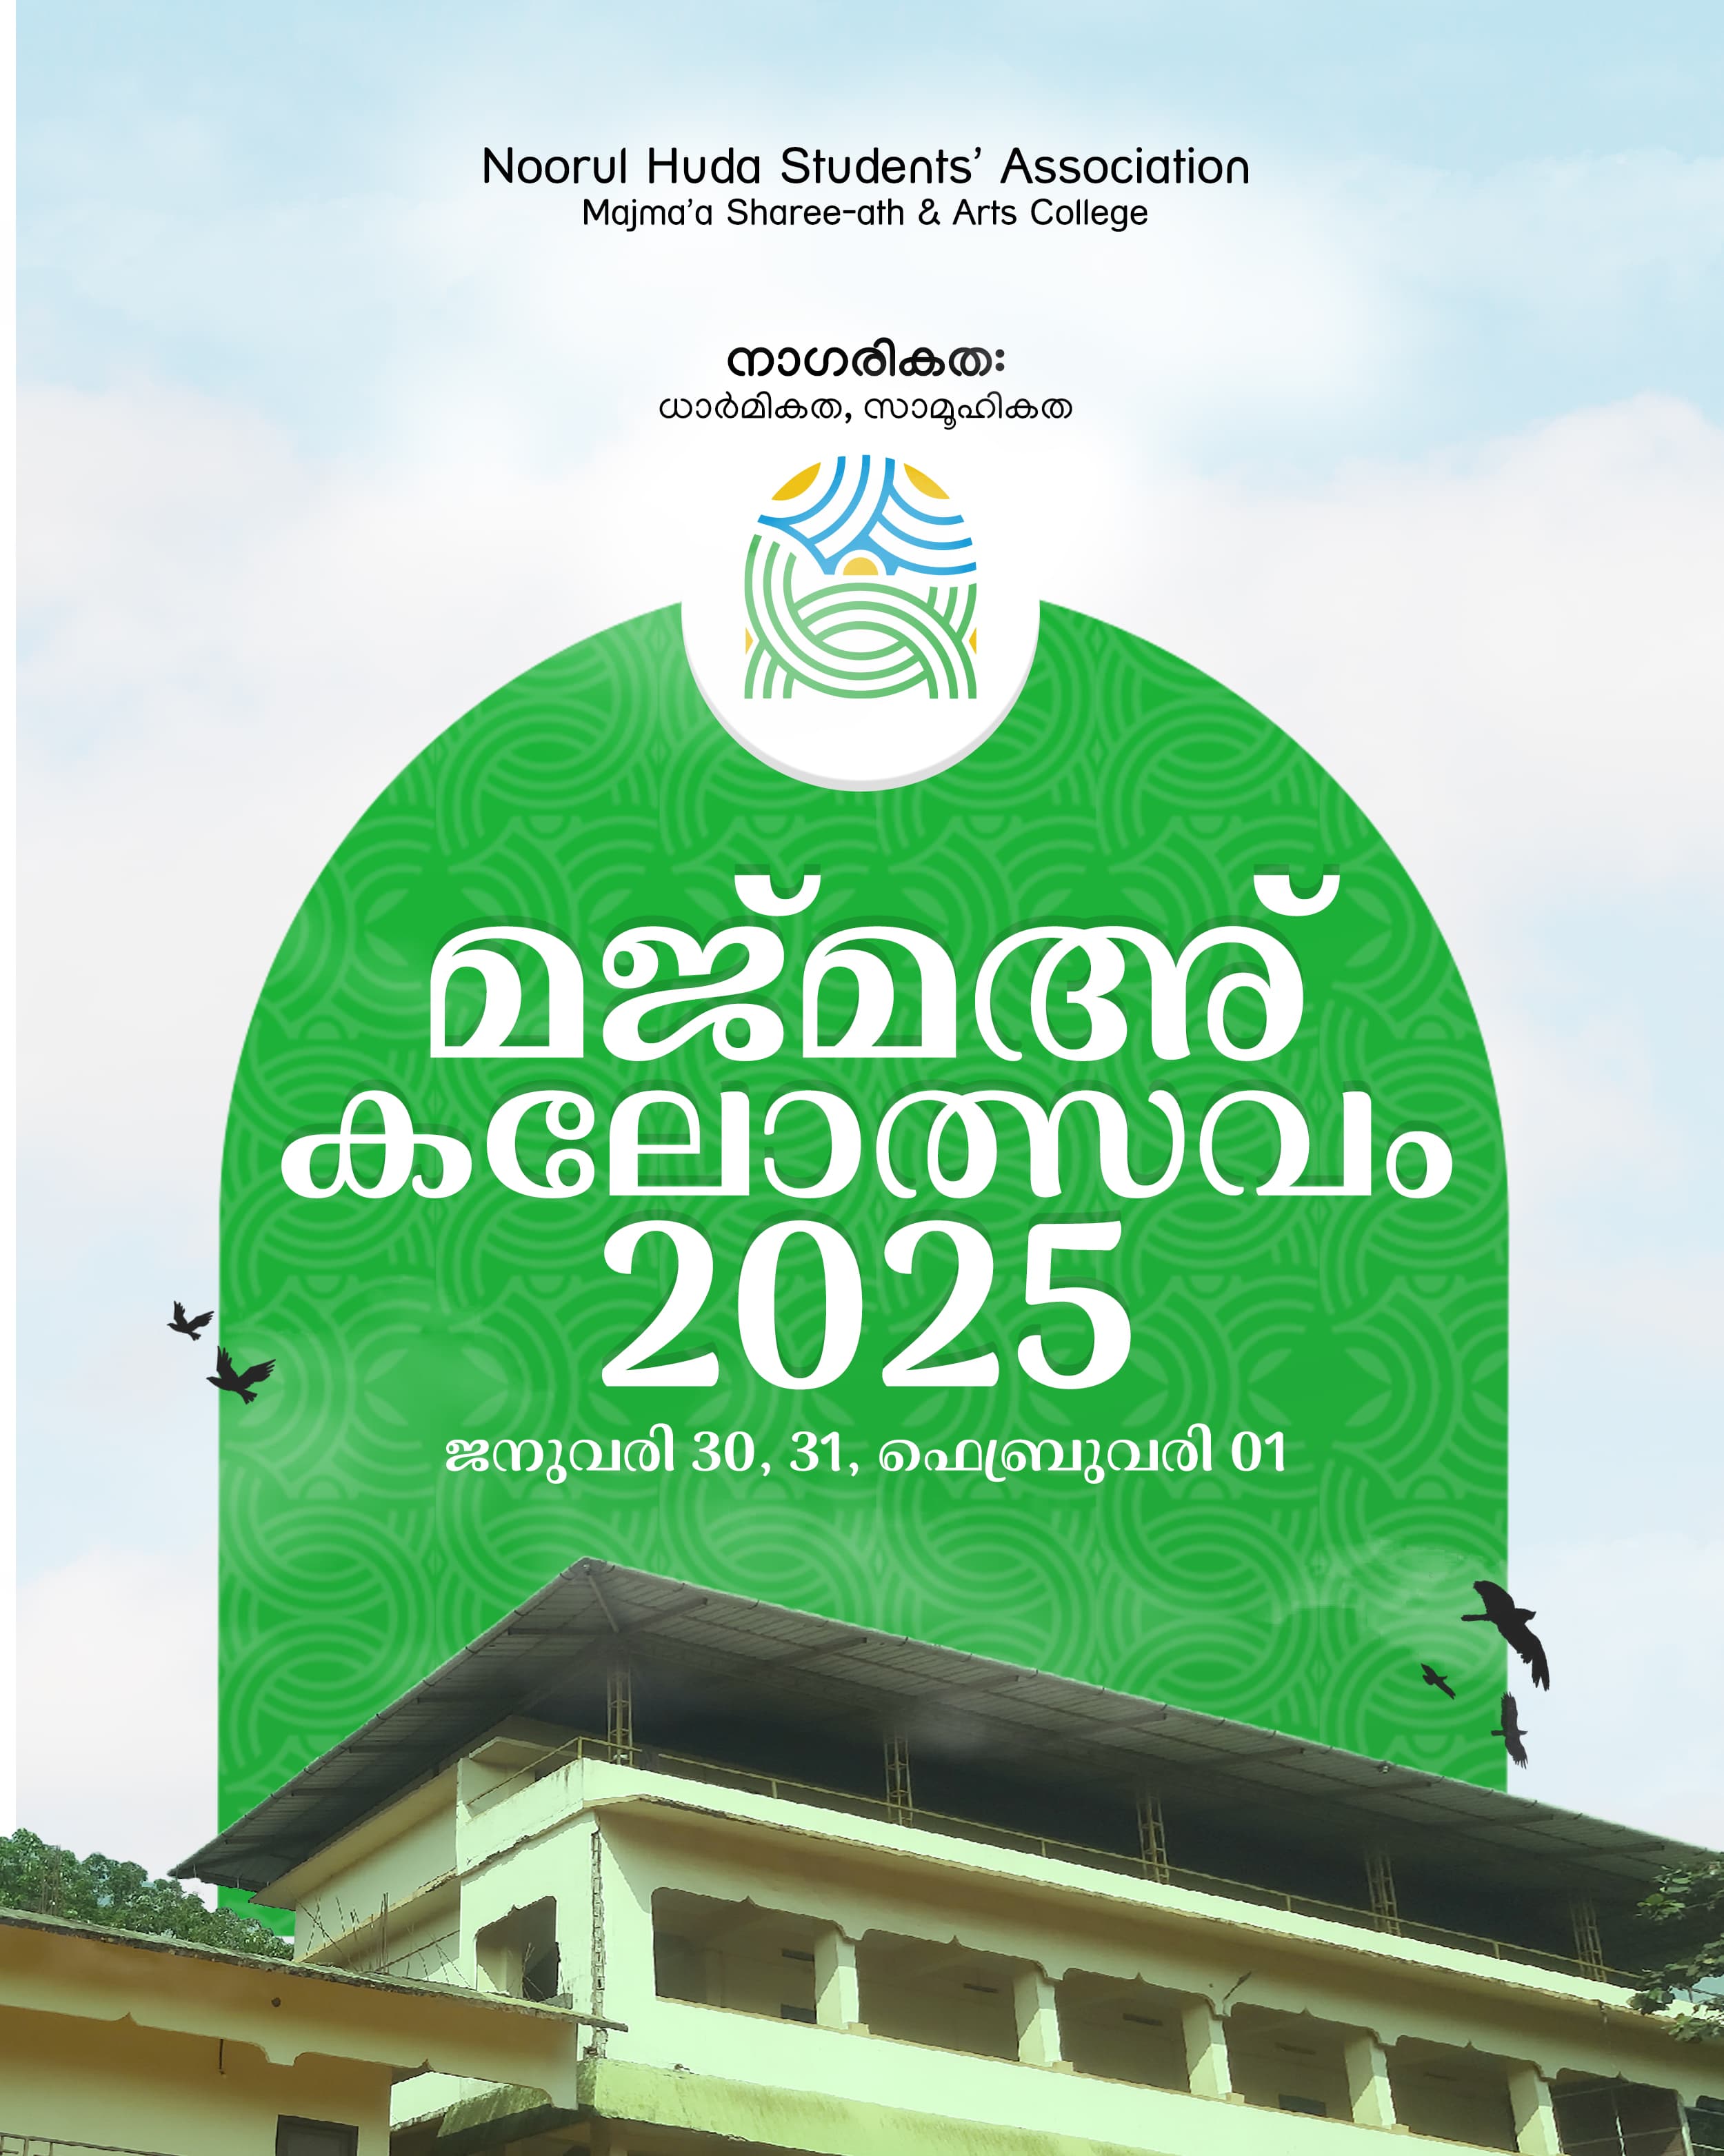 Noorul Huda Students’ Association
Majma’a Sharee-ath & Arts College
നാഗരികതഃ
ധാർമികത, സാമൂഹികത
മജ്മഅ്
കലോത്സവം
2025
ജനുവരി 30, 31, ഫെബ്രുവരി 01